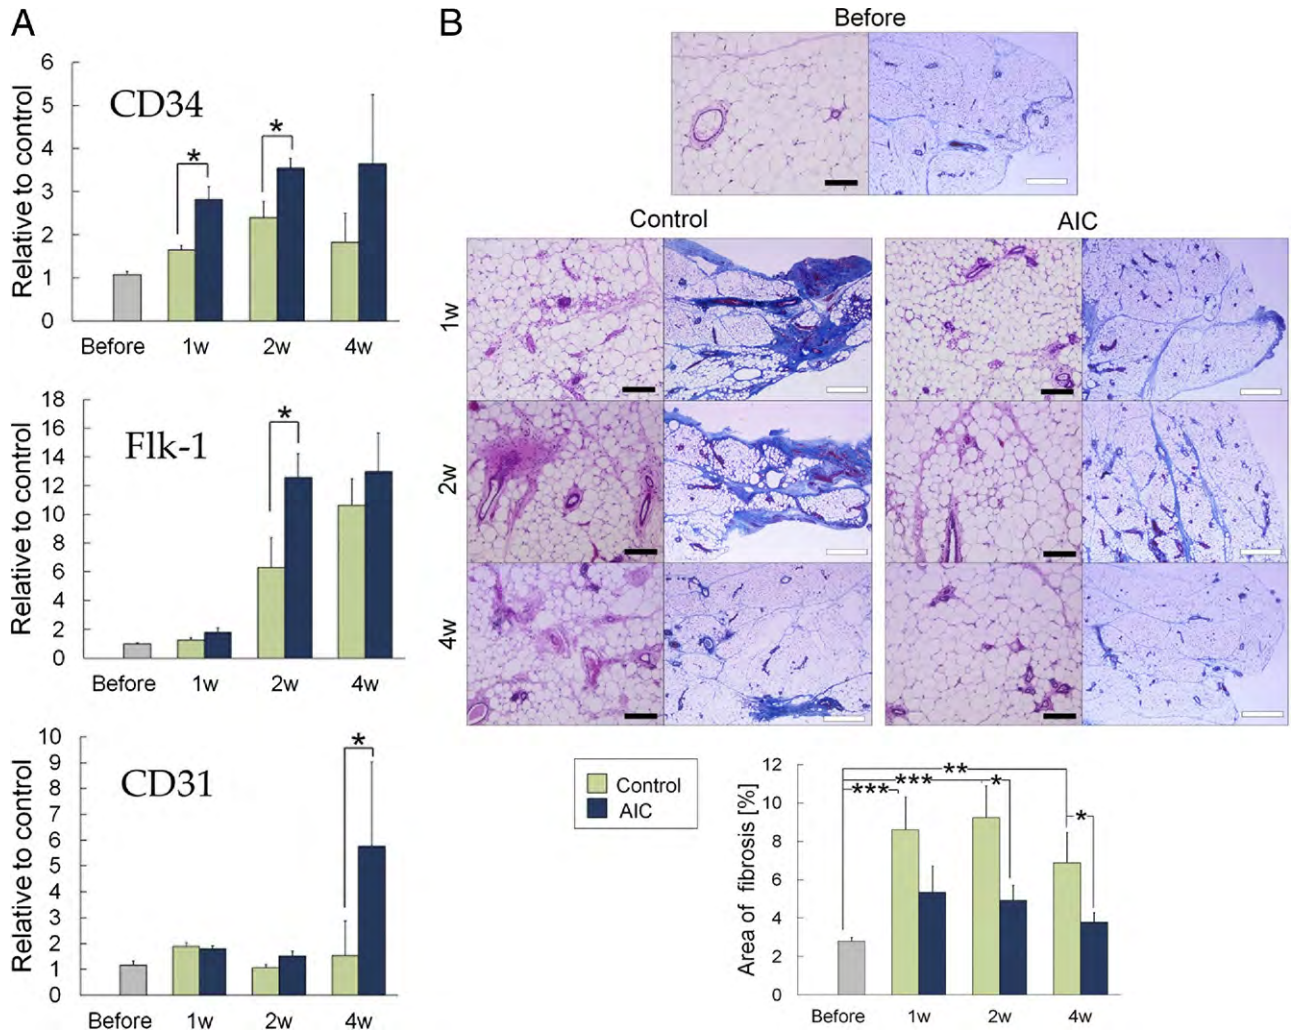 A
6
5
4
3
2
1
0
Relative to control
CD34
*
*
Before 1w 2w 4w
18
16
14
12
10
8
6
4
2
0
Relative to control
Flk-1
*
Before 1w 2w 4w
10
9
8
7
6
5
4
3
2
1
0
Relative to control
CD31
*
Before 1w 2w 4w
B
Before
Control AIC
1w
2w
4w
Control
AIC
12
10
8
6
4
2
0
Area of fibrosis [%]
**
*** *
***
*
Before 1w 2w 4w